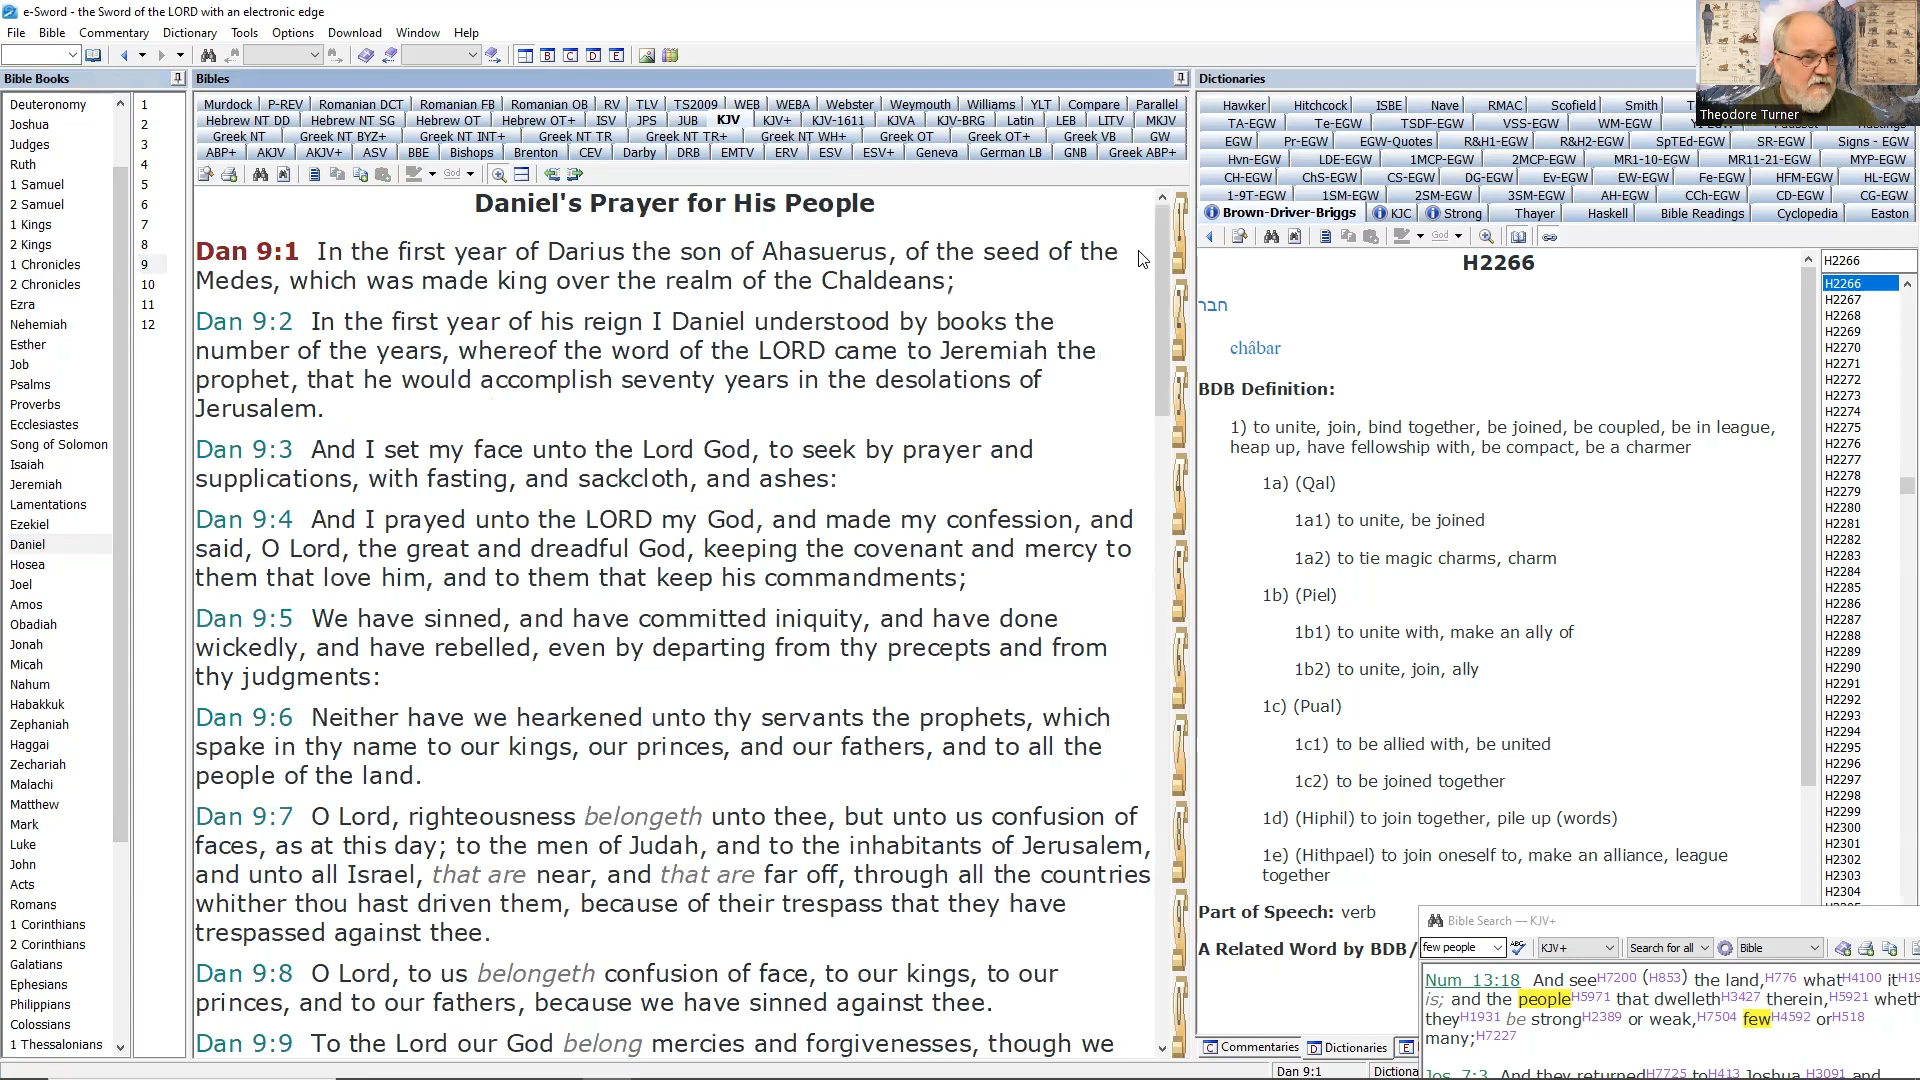 e-Sword - the Sword of the LORD with an electronic edge
File Bible Commentary Dictionary Tools Options Download Window Help
Bible Books
Deuteronomy
Joshua
Judges
Ruth
1 Samuel
2 Samuel
1 Kings
2 Kings
1 Chronicles
2 Chronicles
Ezra
Nehemiah
Esther
Job
Psalms
Proverbs
Ecclesiastes
Song of Solomon
Isaiah
Jeremiah
Lamentations
Ezekiel
Daniel
Hosea
Joel
Amos
Obadiah
Jonah
Micah
Nahum
Habakkuk
Zephaniah
Haggai
Zechariah
Malachi
Matthew
Mark
Luke
John
Acts
Romans
1 Corinthians
2 Corinthians
Galatians
Ephesians
Philippians
Colossians
1 Thessalonians
1
2
3
4
5
6
7
8
9
10
11
12
Bibles
Murdock P-REV Romanian DCT Romanian FB Romanian OB RV TLV TS2009 WEB WEBA Webster Weymouth Williams YLT Compare Parallel
Hebrew NT DD Hebrew NT SG Hebrew OT Hebrew OT+ ISV JPS JUB KJV KJV+ KJV-1611 KJVA KJV-BRG Latin LEB LITV MKJV
Greek NT Greek NT BYZ+ Greek NT INT+ Greek NT TR Greek NT TR+ Greek NT WH+ Greek OT Greek OT+ Greek VB GW
ABP+ AKJV AKJV+ ASV BBE Bishops Brenton CEV Darby DRB EMTV ERV ESV ESV+ Geneva German LB GNB Greek ABP+
God
Daniel's Prayer for His People
Dan 9:1 In the first year of Darius the son of Ahasuerus, of the seed of the
Medes, which was made king over the realm of the Chaldeans;
Dan 9:2 In the first year of his reign I Daniel understood by books the
number of the years, whereof the word of the LORD came to Jeremiah the
prophet, that he would accomplish seventy years in the desolations of
Jerusalem.
Dan 9:3 And I set my face unto the Lord God, to seek by prayer and
supplications, with fasting, and sackcloth, and ashes:
Dan 9:4 And I prayed unto the LORD my God, and made my confession, and
said, O Lord, the great and dreadful God, keeping the covenant and mercy to
them that love him, and to them that keep his commandments;
Dan 9:5 We have sinned, and have committed iniquity, and have done
wickedly, and have rebelled, even by departing from thy precepts and from
thy judgments:
Dan 9:6 Neither have we hearkened unto thy servants the prophets, which
spake in thy name to our kings, our princes, and our fathers, and to all the
people of the land.
Dan 9:7 O Lord, righteousness belongeth unto thee, but unto us confusion of
faces, as at this day; to the men of Judah, and to the inhabitants of Jerusalem,
and unto all Israel, that are near, and that are far off, through all the countries
whither thou hast driven them, because of their trespass that they have
trespassed against thee.
Dan 9:8 O Lord, to us belongeth confusion of face, to our kings, to our
princes, and to our fathers, because we have sinned against thee.
Dan 9:9 To the Lord our God belong mercies and forgivenesses, though we
Dan 9:1
Dictionaries
Theodore Turner
Hawker Hitchcock ISBE Nave RMAC Scofield Smith
TA-EGW Te-EGW TSDF-EGW VSS-EGW WM-EGW
EGW Pr-EGW EGW-Quotes R&H1-EGW R&H2-EGW SpTEd-EGW SR-EGW Signs - EGW
Hvn-EGW LDE-EGW 1MCP-EGW 2MCP-EGW MR1-10-EGW MR11-21-EGW MYP-EGW
CH-EGW ChS-EGW CS-EGW DG-EGW Ev-EGW EW-EGW Fe-EGW HFM-EGW HL-EGW
1-9T-EGW 1SM-EGW 2SM-EGW 3SM-EGW AH-EGW CCh-EGW CD-EGW CG-EGW
Brown-Driver-Briggs KJC Strong Thayer Haskell Bible Readings Cyclopedia Easton
God
H2266
חבר
châbar
BDB Definition:
1) to unite, join, bind together, be joined, be coupled, be in league,
heap up, have fellowship with, be compact, be a charmer
1a) (Qal)
1a1) to unite, be joined
1a2) to tie magic charms, charm
1b) (Piel)
1b1) to unite with, make an ally of
1b2) to unite, join, ally
1c) (Pual)
1c1) to be allied with, be united
1c2) to be joined together
1d) (Hiphil) to join together, pile up (words)
1e) (Hithpael) to join oneself to, make an alliance, league
together
Part of Speech: verb
A Related Word by BDB/
H2266
H2266
H2267
H2268
H2269
H2270
H2271
H2272
H2273
H2274
H2275
H2276
H2277
H2278
H2279
H2280
H2281
H2282
H2283
H2284
H2285
H2286
H2287
H2288
H2289
H2290
H2291
H2292
H2293
H2294
H2295
H2296
H2297
H2298
H2299
H2300
H2301
H2302
H2303
H2304
Commentaries Dictionaries E
Dictiona
Bible Search — KJV+
few people KJV+ Search for all Bible
Num 13:18 And see H7200 (H853) the land, H776 what H4100 it H19
is; and the people H5971 that dwelleth H3427 therein, H5921 wheth
they H1931 be strong H2389 or weak, H7504 few H4592 or H518
many; H7227
Jos 7:3 And they returned H7725 to H413 Joshua, H3091 and